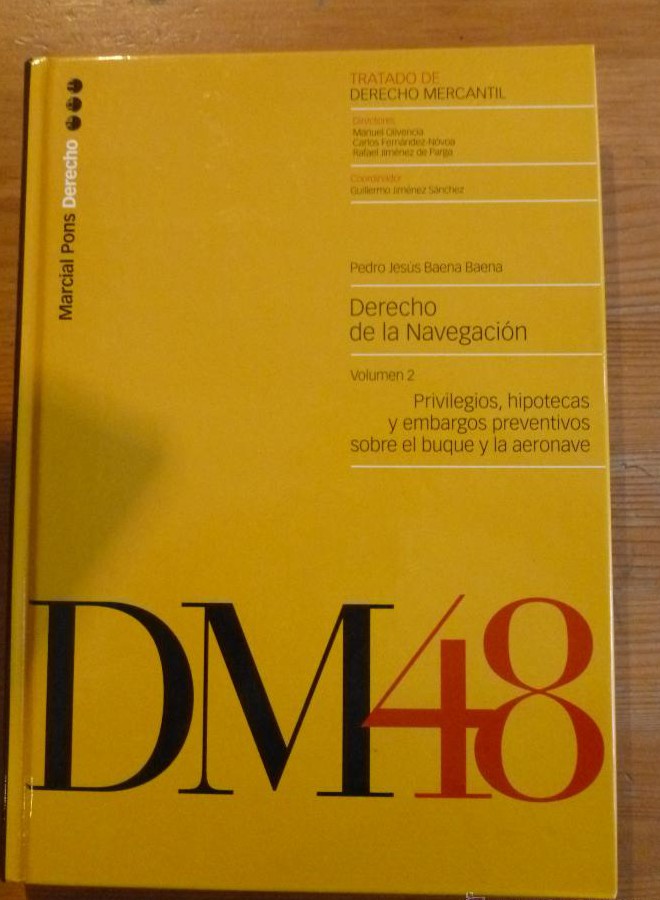 Marcial Pons Derecho
TRATADO DE
DERECHO MERCANTIL
Directores
Manuel Olivencia
Carlos Fernández-Nóvoa
Rafael Jiménez de Parga
Coordinador
Guillermo Jiménez Sánchez
Pedro Jesús Baena Baena
Derecho
de la Navegación
Volumen 2
Privilegios, hipotecas
y embargos preventivos
sobre el buque y la aeronave
DM48